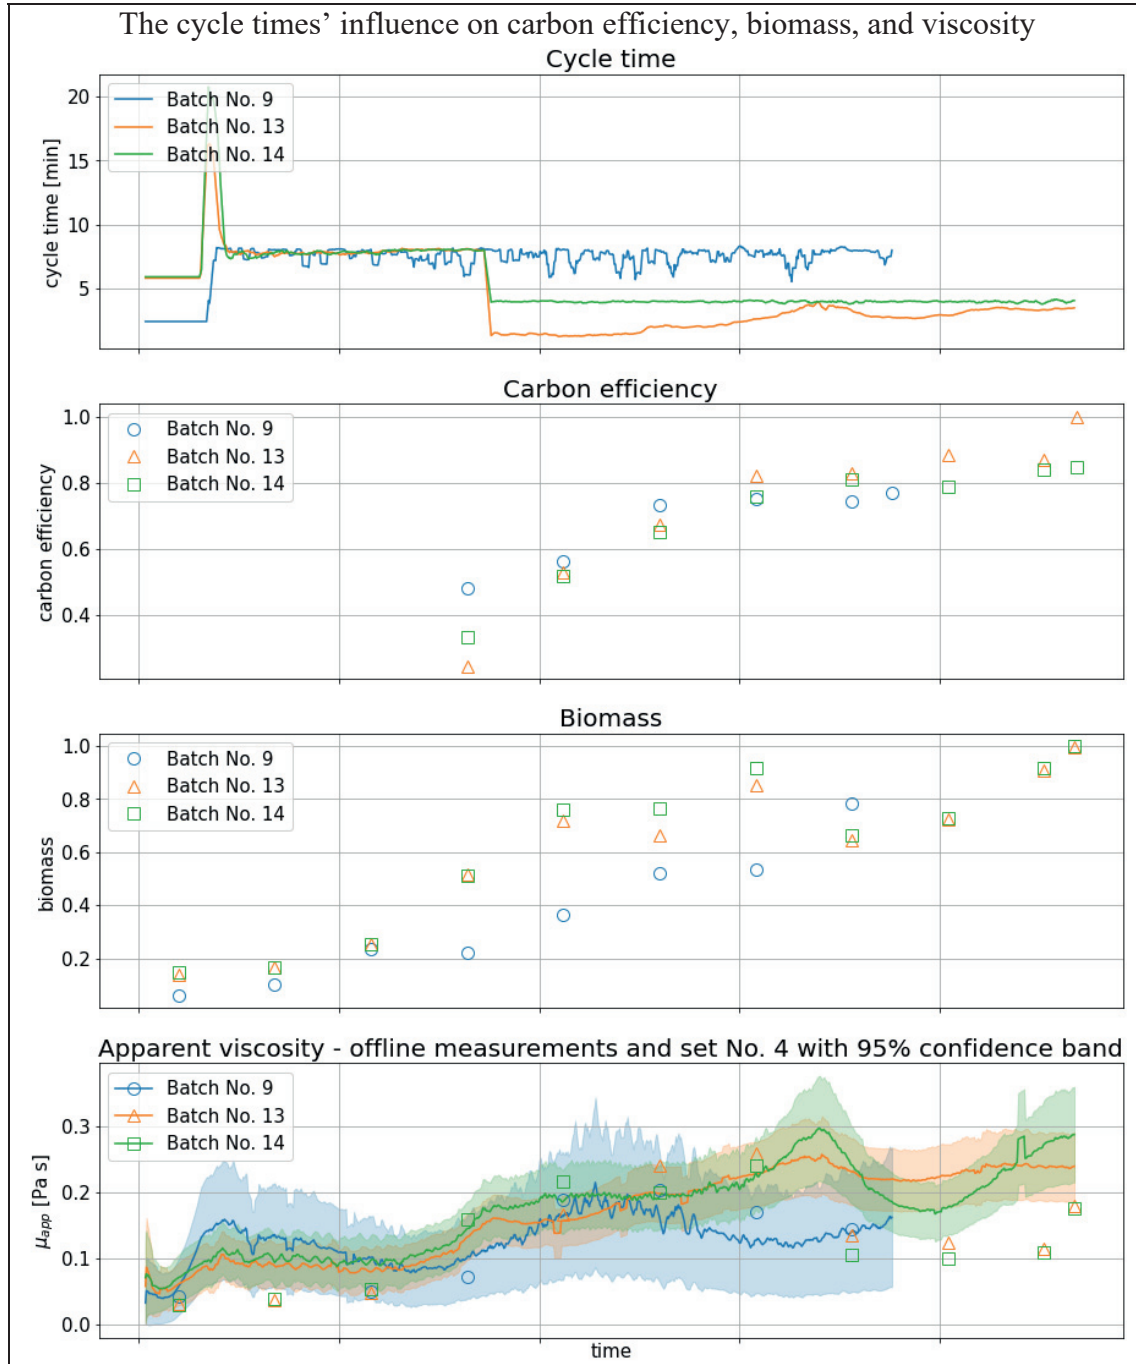 The cycle times’ influence on carbon efficiency, biomass, and viscosity
Cycle time
20
15
10
5
cycle time [min]
Batch No. 9
Batch No. 13
Batch No. 14
Carbon efficiency
1.0
0.8
0.6
0.4
carbon efficiency
Batch No. 9
Batch No. 13
Batch No. 14
Biomass
1.0
0.8
0.6
0.4
0.2
biomass
Batch No. 9
Batch No. 13
Batch No. 14
Apparent viscosity - offline measurements and set No. 4 with 95% confidence band
0.3
0.2
0.1
0.0
μapp [Pa s]
Batch No. 9
Batch No. 13
Batch No. 14
time